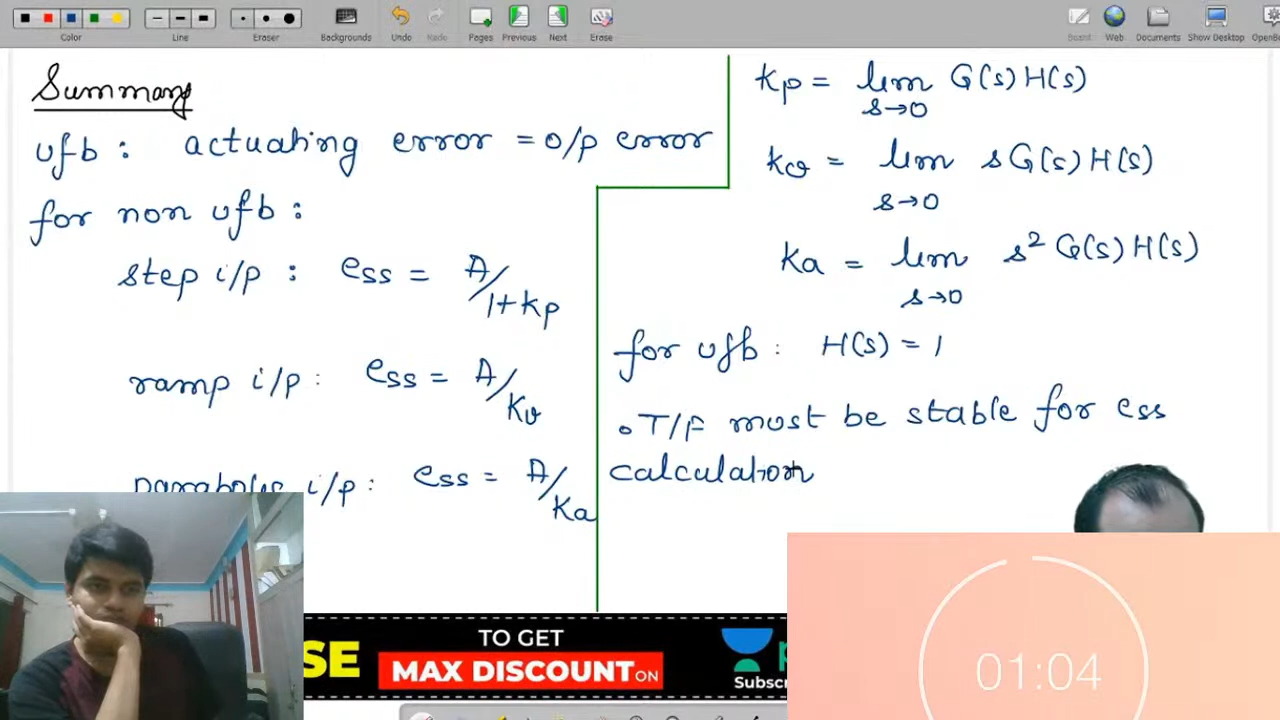 Color
Line
Eraser
Backgrounds
Undo
Redo
Pages
Previous
Next
Erase
Board
Web
Documents
Show Desktop
Summary
ufb : actuating error = o/p error
for non ufb :
step i/p : ess = A/1+kp
ramp i/p : ess = A/Kv
parabolic i/p : ess = A/Ka
kp = lim G(s)H(s)
s→0
kv = lim sG(s)H(s)
s→0
ka = lim s² G(s)H(s)
s→0
for ufb : H(s) = 1
• T/F must be stable for ess
calculation
TO GET
MAX DISCOUNT ON
01:04